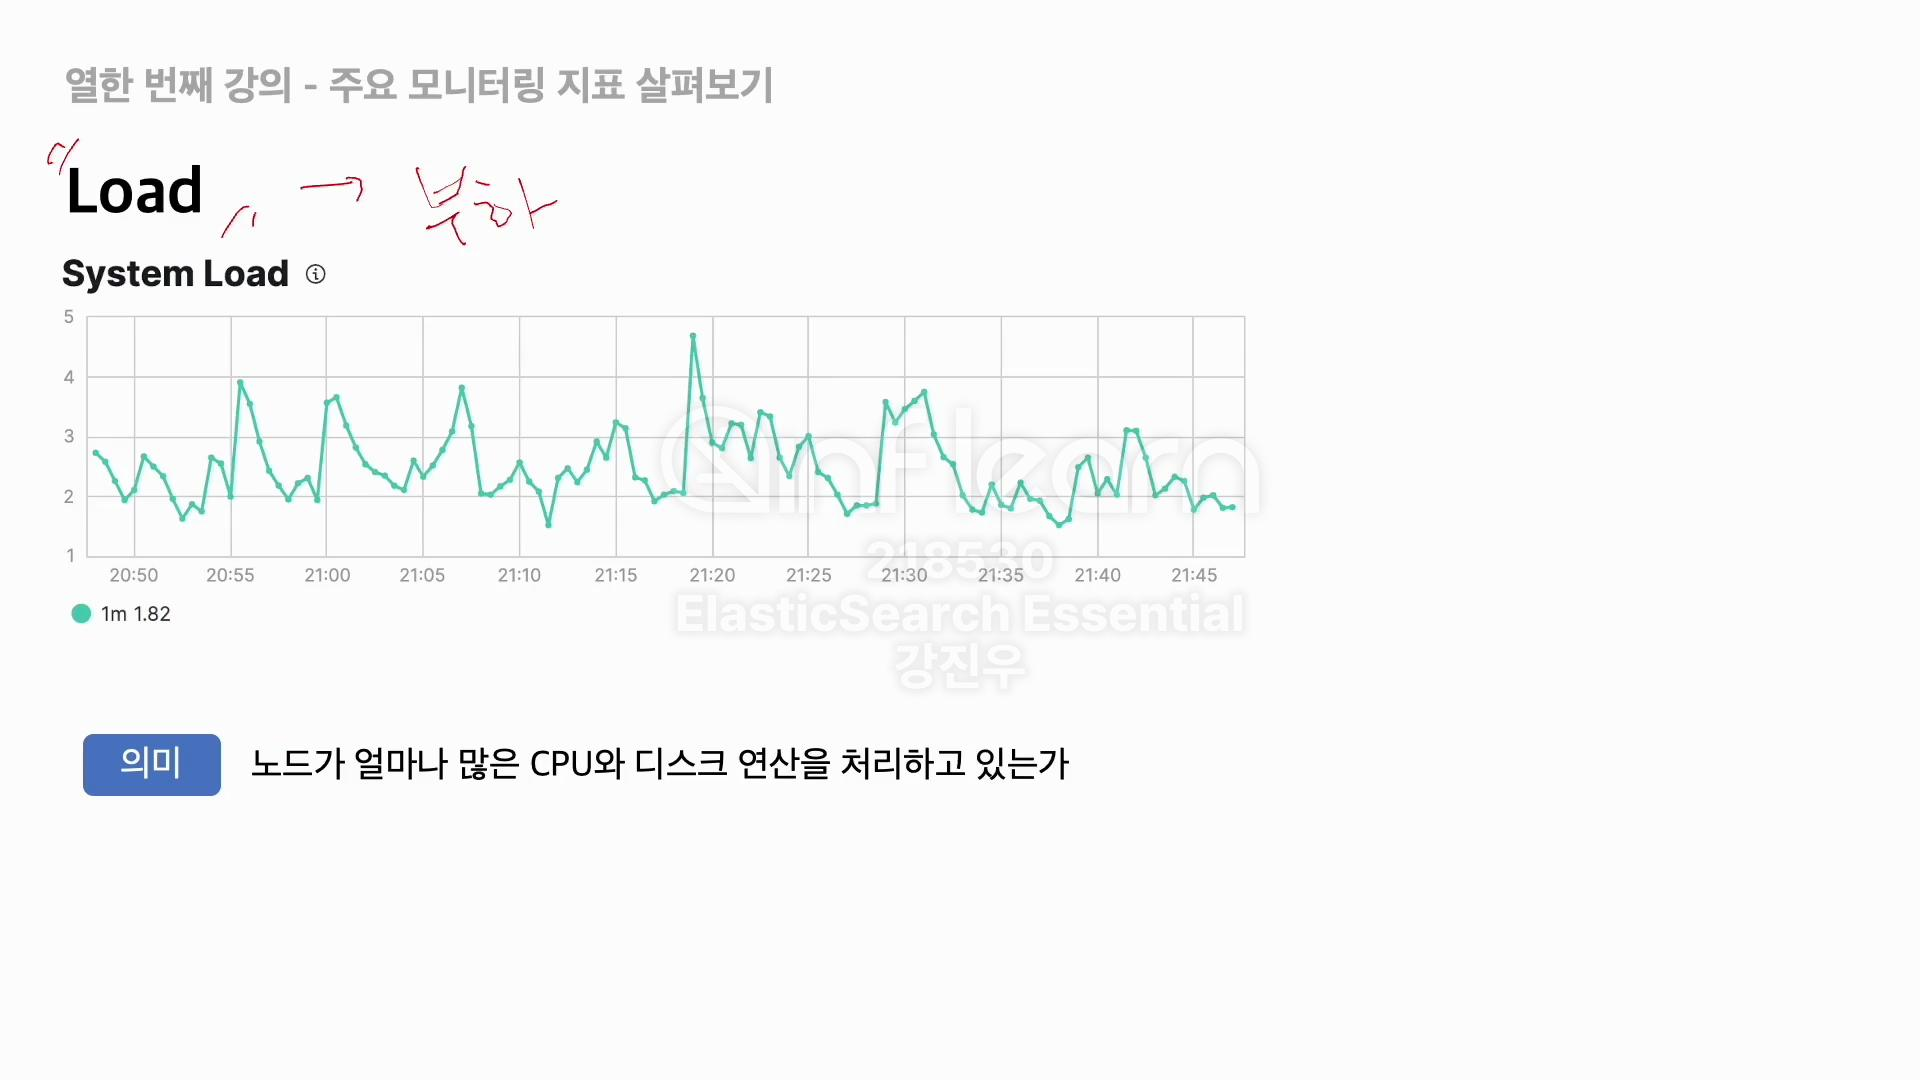 열한 번째 강의 - 주요 모니터링 지표 살펴보기
"Load" → 부하
System Load ⓘ
5
4
3
2
1
20:50 20:55 21:00 21:05 21:10 21:15 21:20 21:25 21:30 21:35 21:40 21:45
1m 1.82
inflearn
218530
ElasticSearch Essential
강진우
의미 노드가 얼마나 많은 CPU와 디스크 연산을 처리하고 있는가